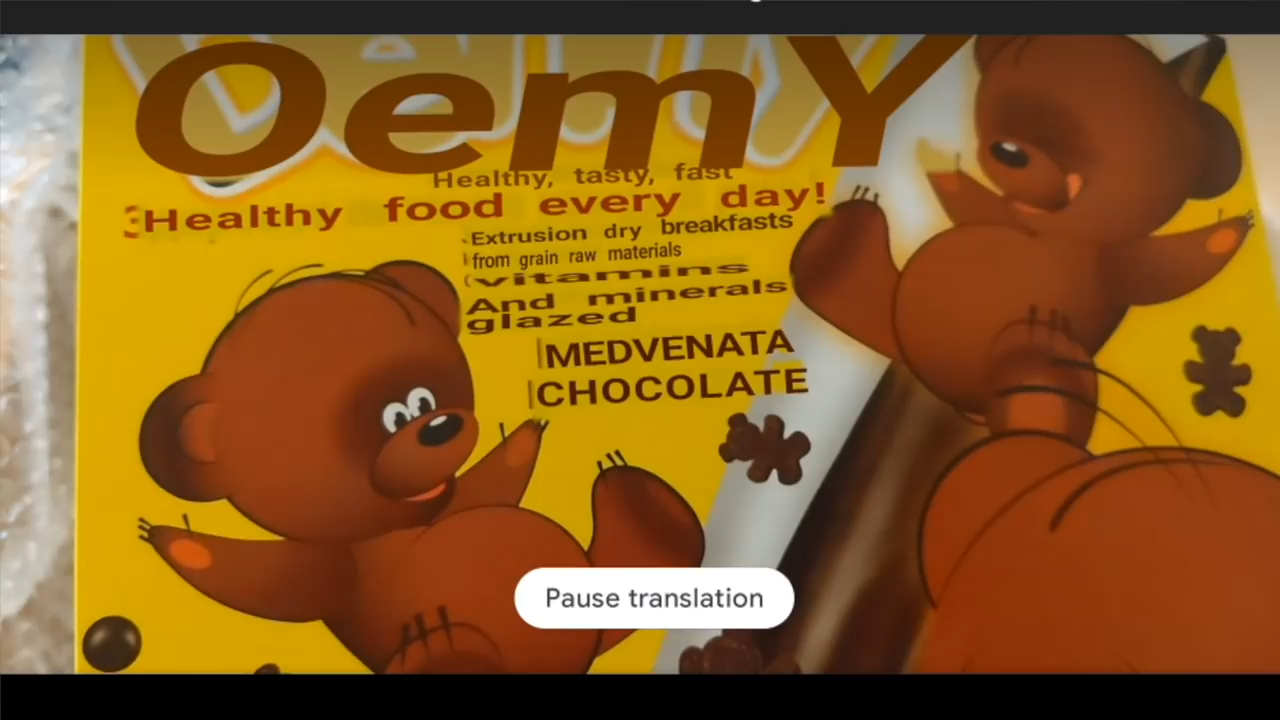 OemY
Healthy, tasty, fast
Healthy food every day!
Extrusion dry breakfasts
from grain raw materials
vitamins
And minerals
glazed
MEDVENATA
CHOCOLATE
Pause translation